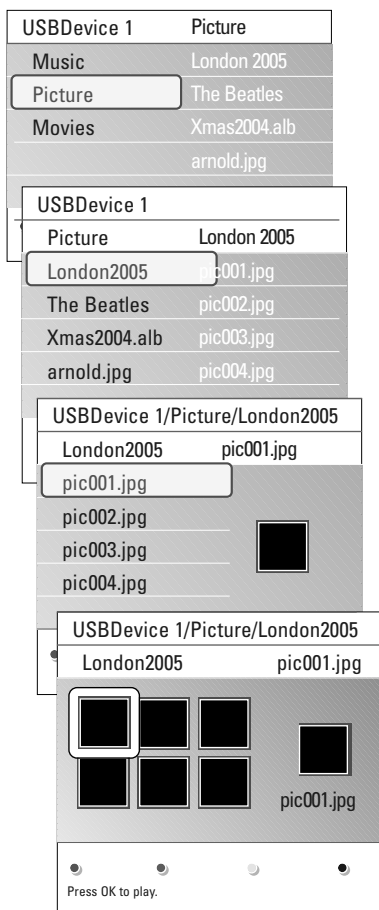 USBDevice 1 Picture
Music London 2005
Picture The Beatles
Movies Xmas2004.alb
arnold.jpg
USBDevice 1
Picture London 2005
London2005 pic001.jpg
The Beatles pic002.jpg
Xmas2004.alb pic003.jpg
arnold.jpg pic004.jpg
USBDevice 1/Picture/London2005
London2005 pic001.jpg
pic001.jpg
pic002.jpg
pic003.jpg
pic004.jpg
USBDevice 1/Picture/London2005
London2005 pic001.jpg
pic001.jpg
Press OK to play.